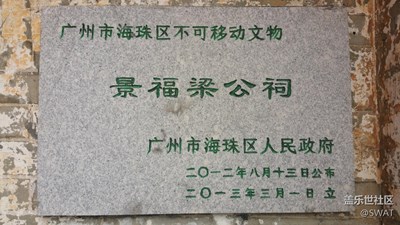 广州市海珠区不可移动文物
景福梁公祠
广州市海珠区人民政府
二〇一二年八月十三日公布
二〇一三年三月一日 立
盖乐世社区
@SWAT